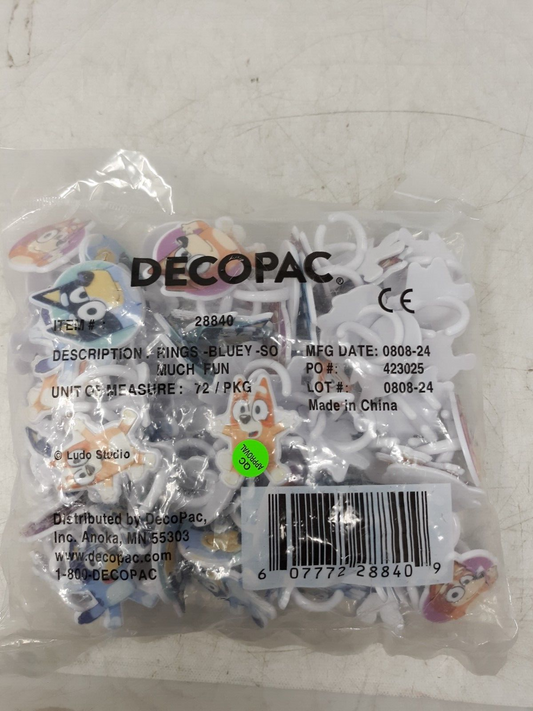 DECOPAC®
CE
ITEM # : 28840
DESCRIPTION : RINGS -BLUEY -SO
MUCH FUN
UNIT OF MEASURE : 72 / PKG
MFG DATE: 0808-24
PO #: 423025
LOT #: 0808-24
Made in China
© Ludo Studio
QC
APPROVAL
Distributed by DecoPac,
Inc. Anoka, MN 55303
www.decopac.com
1-800-DECOPAC
6 07772 28840 9